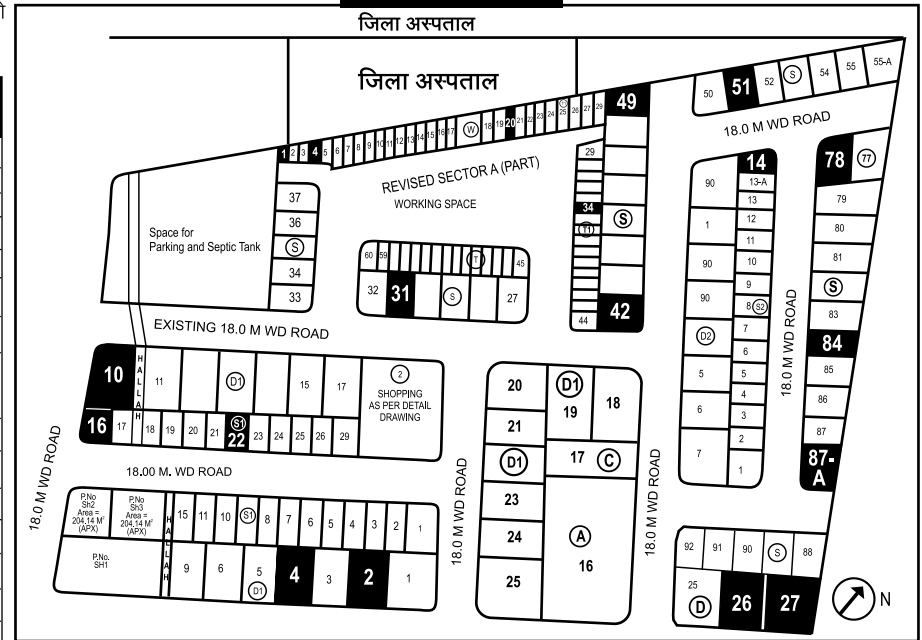 जिला अस्पताल
जिला अस्पताल
50 51 52 S 54 55 55-A
18.0 M WD ROAD
1 2 3 4 5 6 7 8 9 10 11 12 13 14 15 16 17 W 18 19 20 21 22 23 24 25 26 27 29 49
REVISED SECTOR A (PART)
WORKING SPACE
Space for
Parking and Septic Tank
37
36
S
34
33
60 59 T 45
32 31 S 27
29
34
T1
44
S
42
90
1
90
90
D2
5
6
7
14
13-A
13
12
11
10
9
8 S2
7
6
5
4
3
2
1
18.0 M WD ROAD
78 77
79
80
81
S
83
84
85
86
87
87-
A
EXISTING 18.0 M WD ROAD
10 HALLAH 11 D1 15 17
2
SHOPPING
AS PER DETAIL
DRAWING
16 17 18 19 20 21 S1 22 23 24 25 26 29
18.0 M WD ROAD
18.00 M. WD ROAD
P.No
Sh2
Area =
204.14 M²
(APX)
P.No
Sh3
Area =
204.14 M²
(APX)
HALLAH
15 11 10 S1 8 7 6 5 4 3 2 1
P.No.
SH1
9 6 5 D1 4 3 2 1
18.0 M WD ROAD
20 D1 19 18
21
D1 17 C
23
24 A
25 16
18.0 M WD ROAD
92 91 90 S 88
25 D 26 27
N